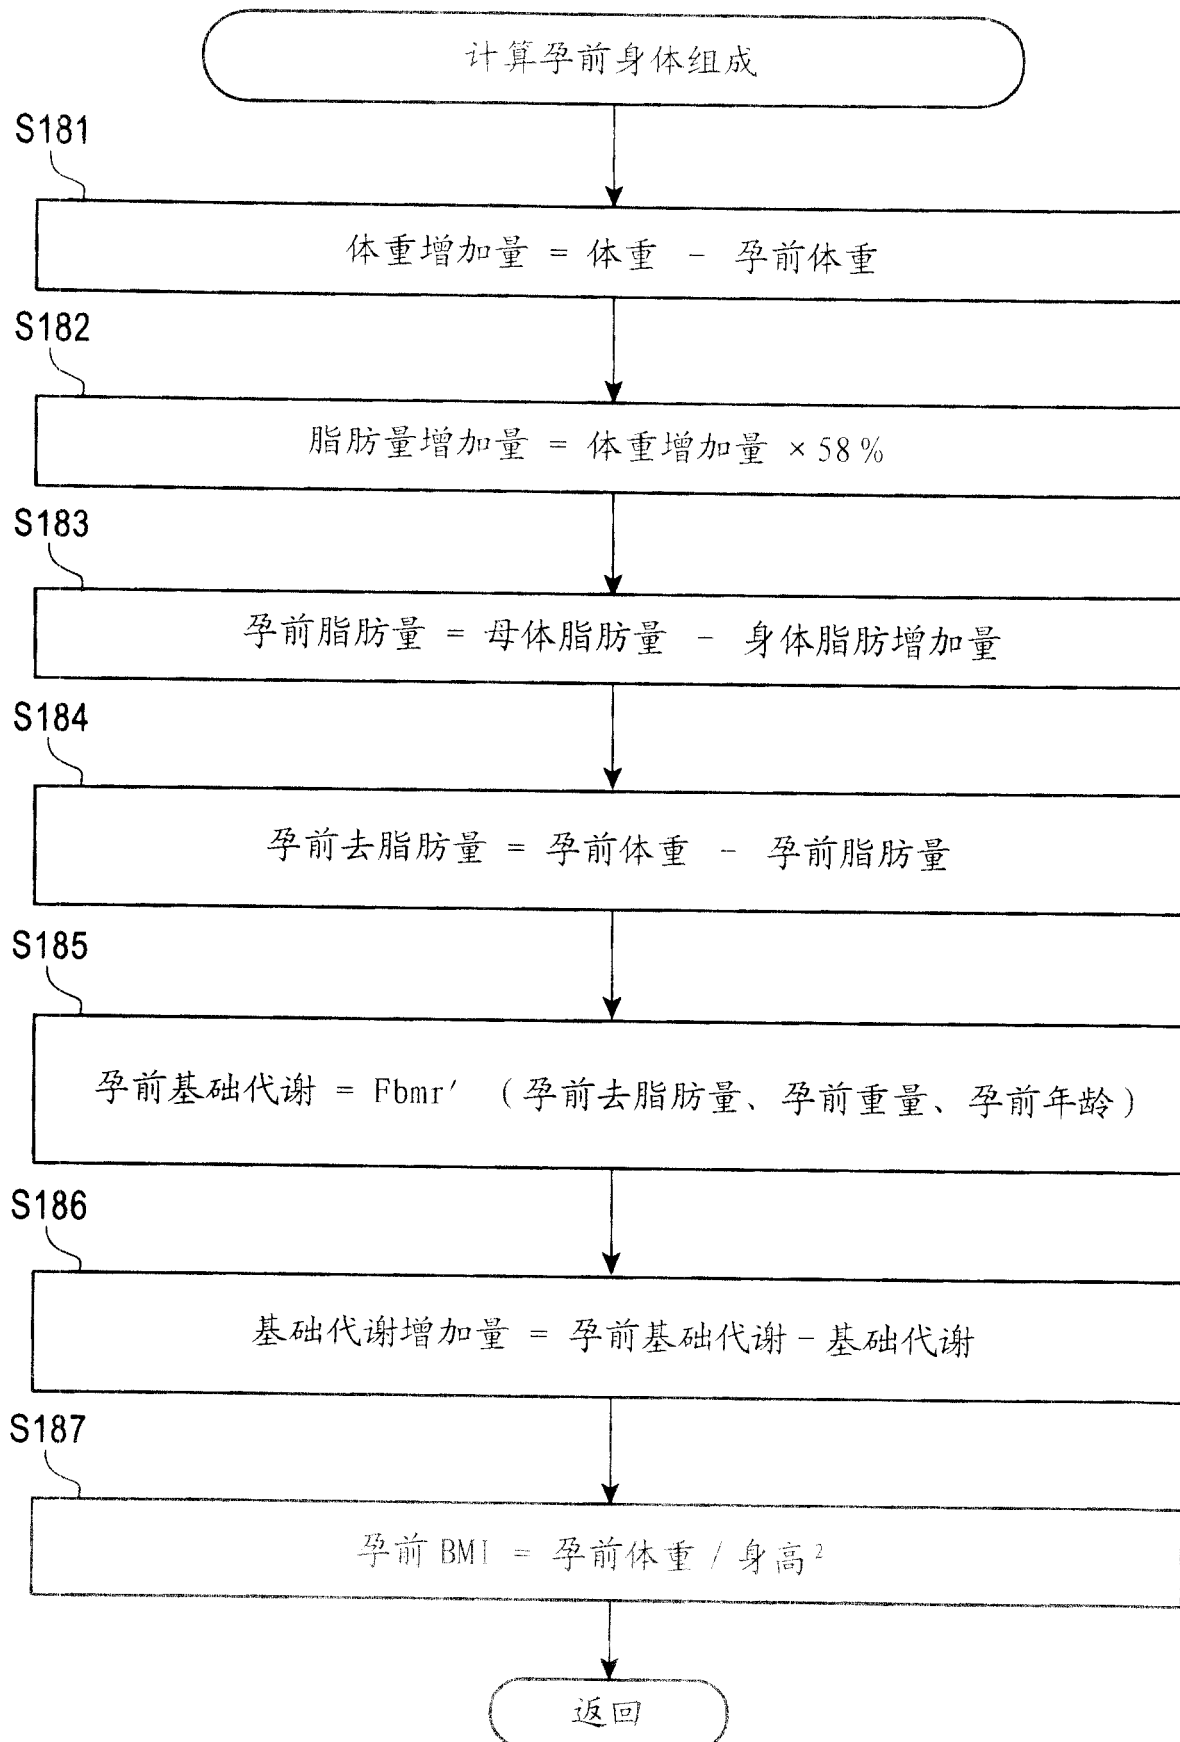 计算孕前身体组成
S181
体重增加量 = 体重 - 孕前体重
S182
脂肪量增加量 = 体重增加量 × 58%
S183
孕前脂肪量 = 母体脂肪量 - 身体脂肪增加量
S184
孕前去脂肪量 = 孕前体重 - 孕前脂肪量
S185
孕前基础代谢 = Fbmr′ (孕前去脂肪量、孕前重量、孕前年龄)
S186
基础代谢增加量 = 孕前基础代谢 - 基础代谢
S187
孕前 BMI = 孕前体重 / 身高²
返回